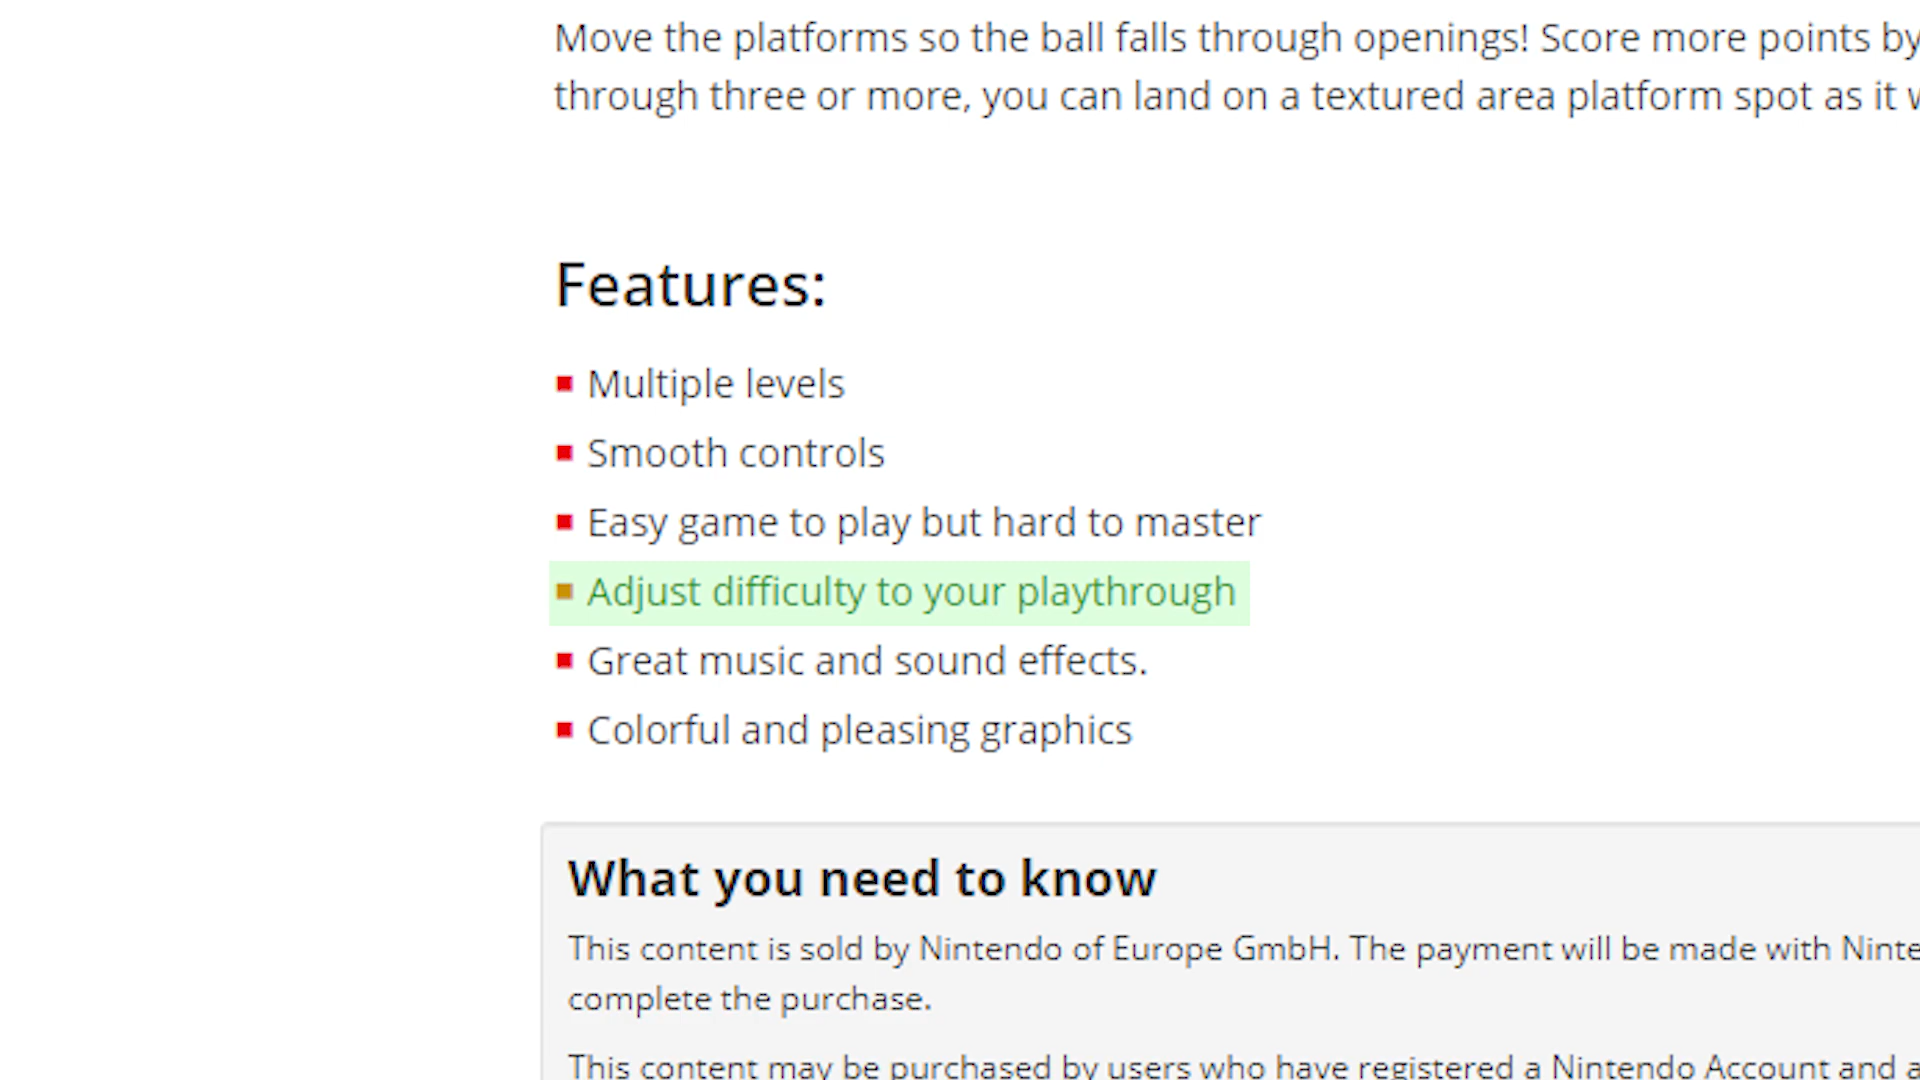 Move the platforms so the ball falls through openings! Score more points by
through three or more, you can land on a textured area platform spot as it
Features:
Multiple levels
Smooth controls
Easy game to play but hard to master
Adjust difficulty to your playthrough
Great music and sound effects.
Colorful and pleasing graphics
What you need to know
This content is sold by Nintendo of Europe GmbH. The payment will be made with Ninte
complete the purchase.
This content may be purchased by users who have registered a Nintendo Account and a